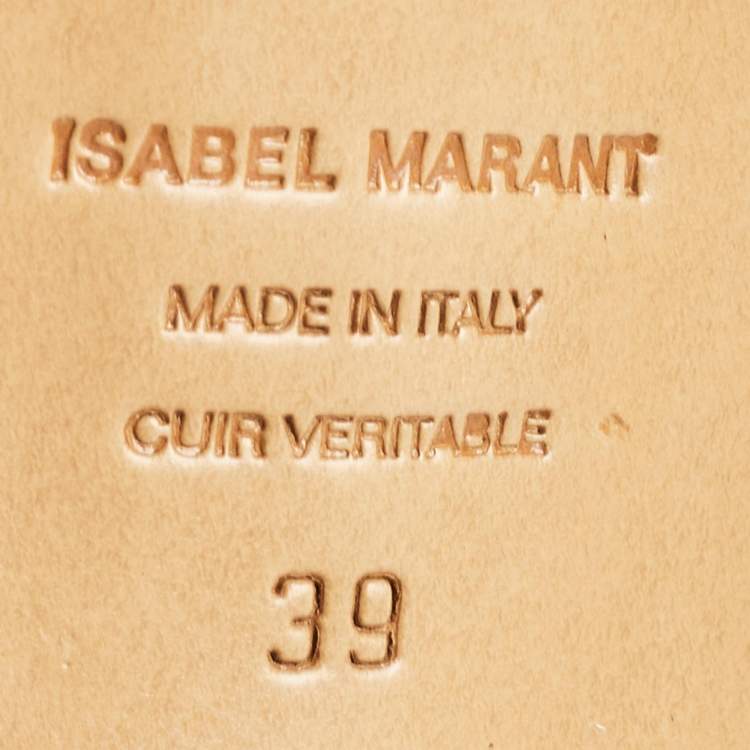 ISABEL MARANT
MADE IN ITALY
CUIR VERITABLE
39